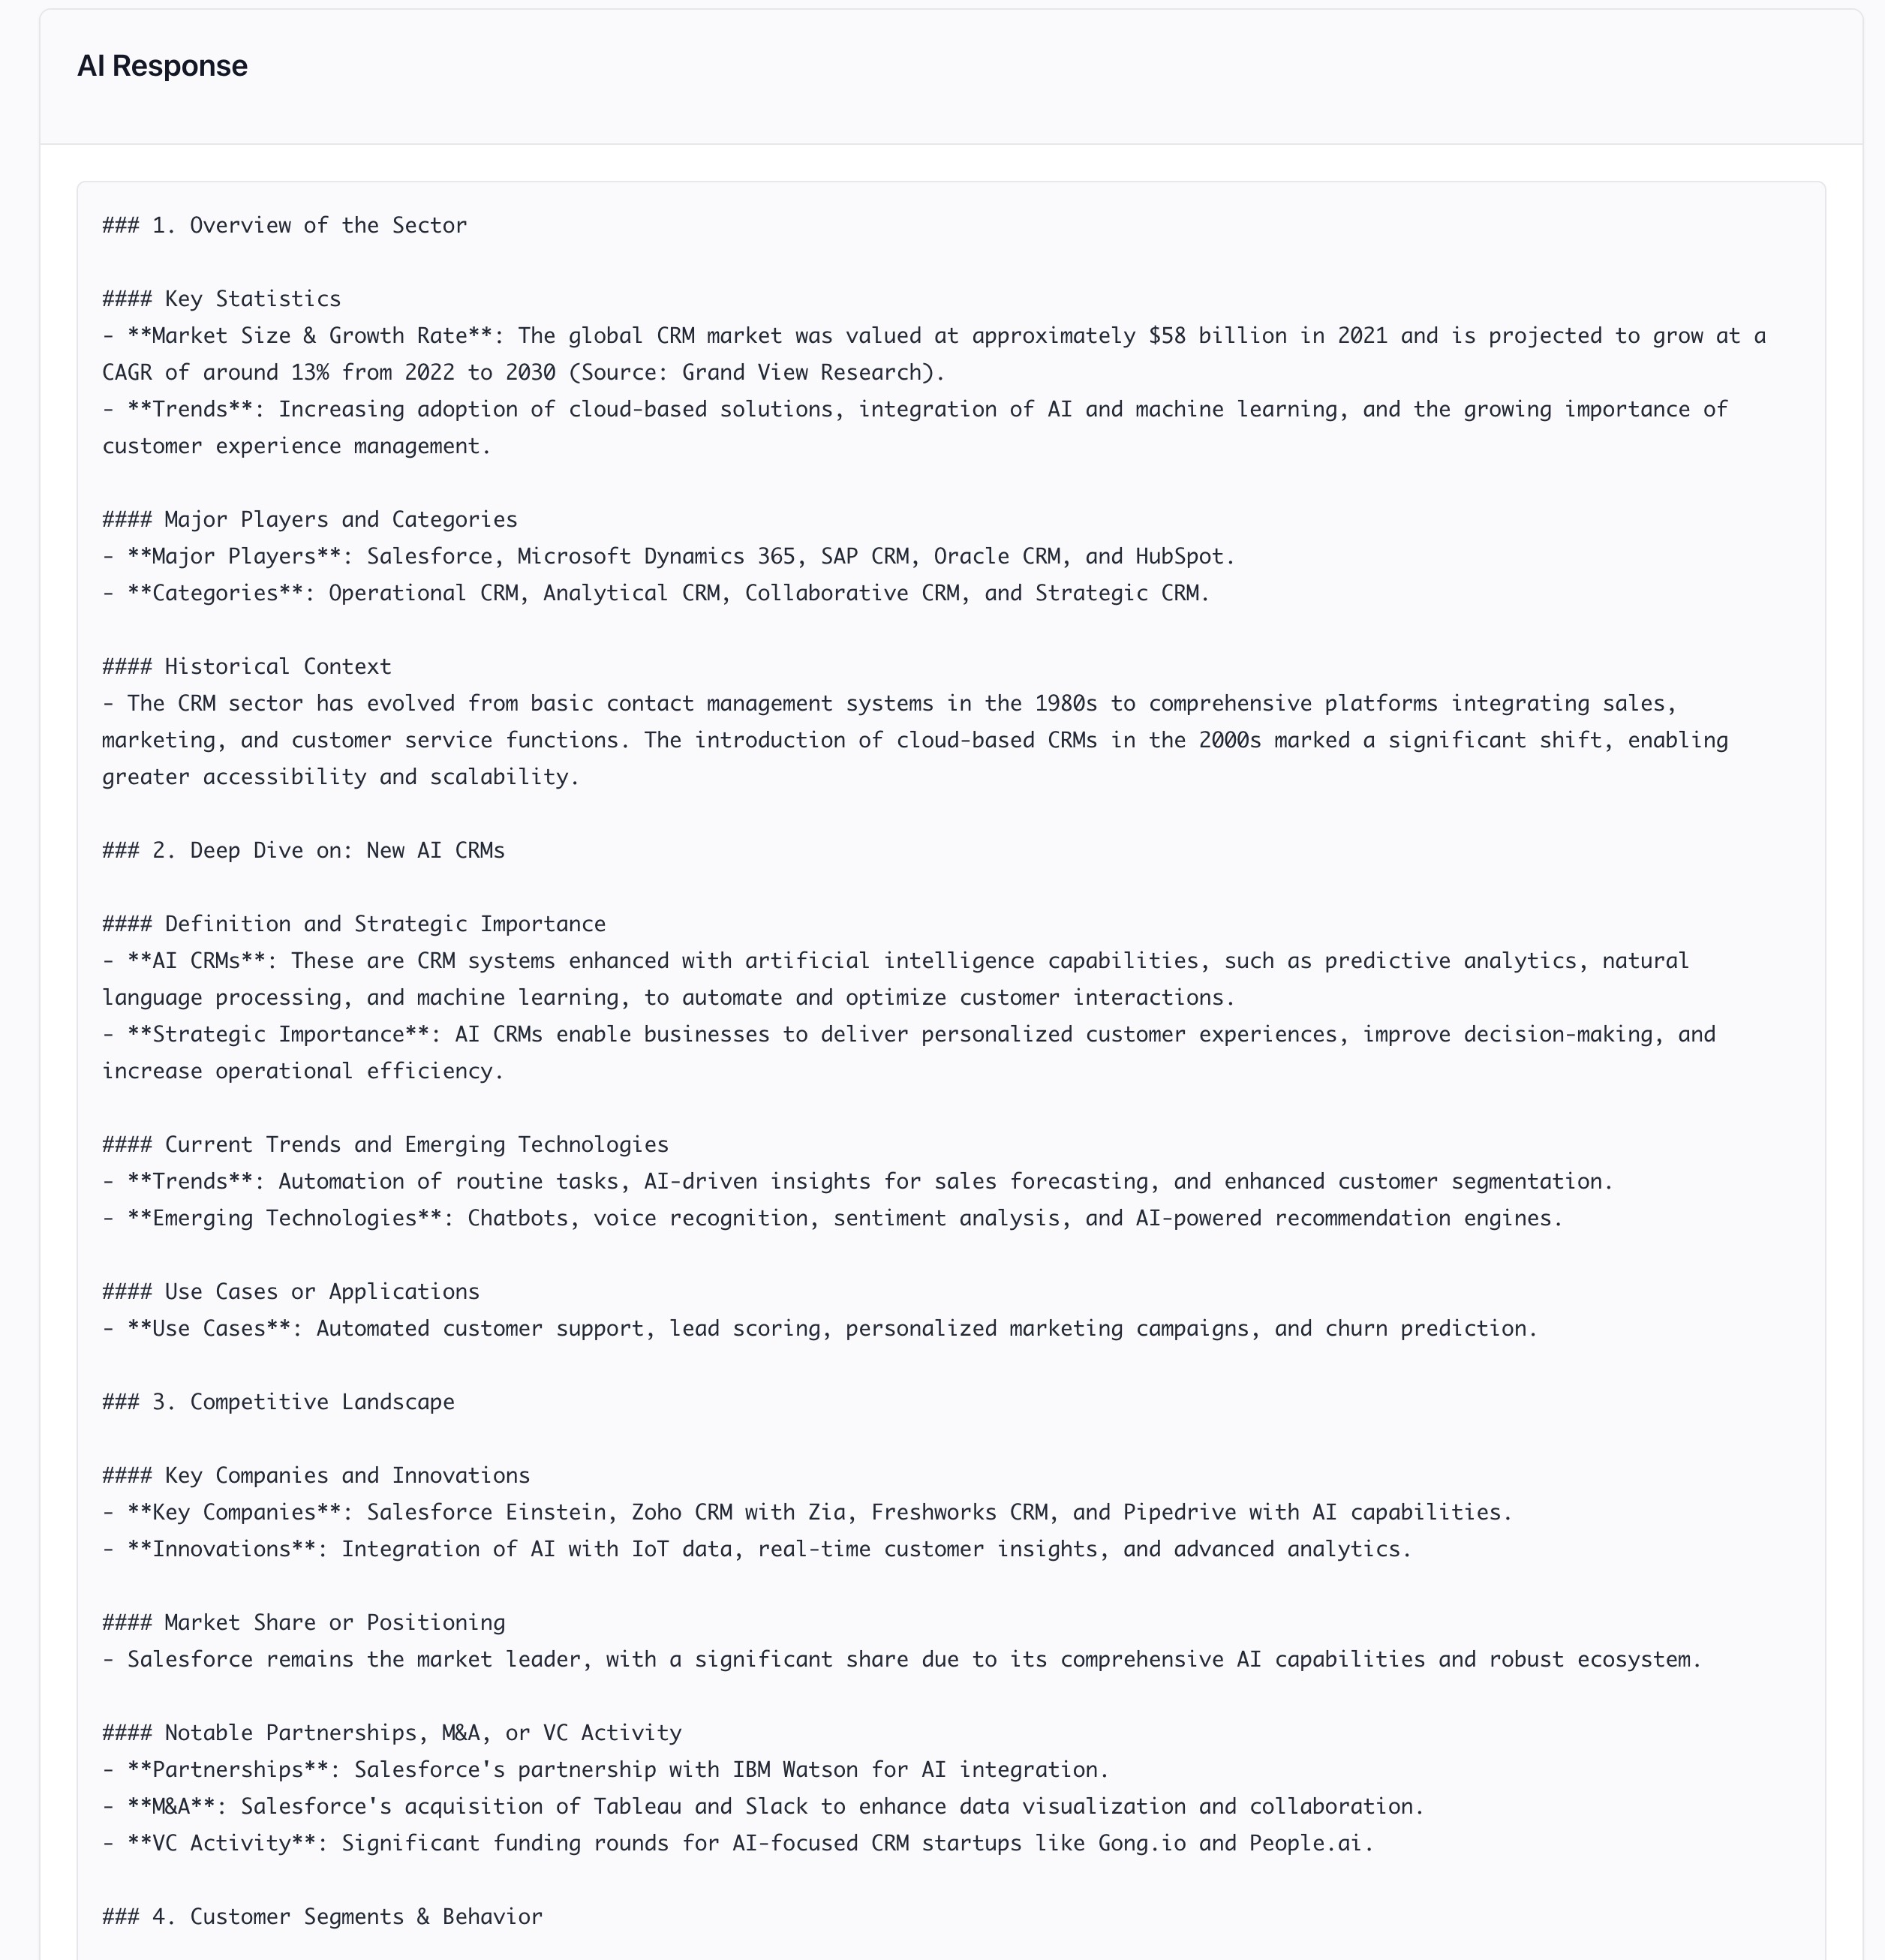 AI Response
### 1. Overview of the Sector
#### Key Statistics
- **Market Size & Growth Rate**: The global CRM market was valued at approximately $58 billion in 2021 and is projected to grow at a
CAGR of around 13% from 2022 to 2030 (Source: Grand View Research).
- **Trends**: Increasing adoption of cloud-based solutions, integration of AI and machine learning, and the growing importance of
customer experience management.
#### Major Players and Categories
- **Major Players**: Salesforce, Microsoft Dynamics 365, SAP CRM, Oracle CRM, and HubSpot.
- **Categories**: Operational CRM, Analytical CRM, Collaborative CRM, and Strategic CRM.
#### Historical Context
- The CRM sector has evolved from basic contact management systems in the 1980s to comprehensive platforms integrating sales,
marketing, and customer service functions. The introduction of cloud-based CRMs in the 2000s marked a significant shift, enabling
greater accessibility and scalability.
### 2. Deep Dive on: New AI CRMs
#### Definition and Strategic Importance
- **AI CRMs**: These are CRM systems enhanced with artificial intelligence capabilities, such as predictive analytics, natural
language processing, and machine learning, to automate and optimize customer interactions.
- **Strategic Importance**: AI CRMs enable businesses to deliver personalized customer experiences, improve decision-making, and
increase operational efficiency.
#### Current Trends and Emerging Technologies
- **Trends**: Automation of routine tasks, AI-driven insights for sales forecasting, and enhanced customer segmentation.
- **Emerging Technologies**: Chatbots, voice recognition, sentiment analysis, and AI-powered recommendation engines.
#### Use Cases or Applications
- **Use Cases**: Automated customer support, lead scoring, personalized marketing campaigns, and churn prediction.
### 3. Competitive Landscape
#### Key Companies and Innovations
- **Key Companies**: Salesforce Einstein, Zoho CRM with Zia, Freshworks CRM, and Pipedrive with AI capabilities.
- **Innovations**: Integration of AI with IoT data, real-time customer insights, and advanced analytics.
#### Market Share or Positioning
- Salesforce remains the market leader, with a significant share due to its comprehensive AI capabilities and robust ecosystem.
#### Notable Partnerships, M&A, or VC Activity
- **Partnerships**: Salesforce's partnership with IBM Watson for AI integration.
- **M&A**: Salesforce's acquisition of Tableau and Slack to enhance data visualization and collaboration.
- **VC Activity**: Significant funding rounds for AI-focused CRM startups like Gong.io and People.ai.
### 4. Customer Segments & Behavior